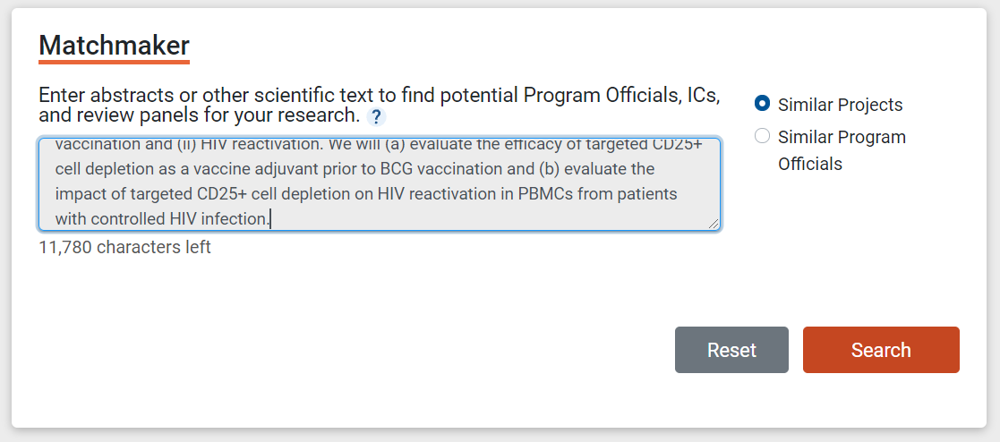 Matchmaker
Enter abstracts or other scientific text to find potential Program Officials, ICs,
and review panels for your research. ?
vaccination and (ii) HIV reactivation. We will (a) evaluate the efficacy of targeted CD25+
cell depletion as a vaccine adjuvant prior to BCG vaccination and (b) evaluate the
impact of targeted CD25+ cell depletion on HIV reactivation in PBMCs from patients
with controlled HIV infection.
11,780 characters left
Similar Projects
Similar Program
Officials
Reset
Search